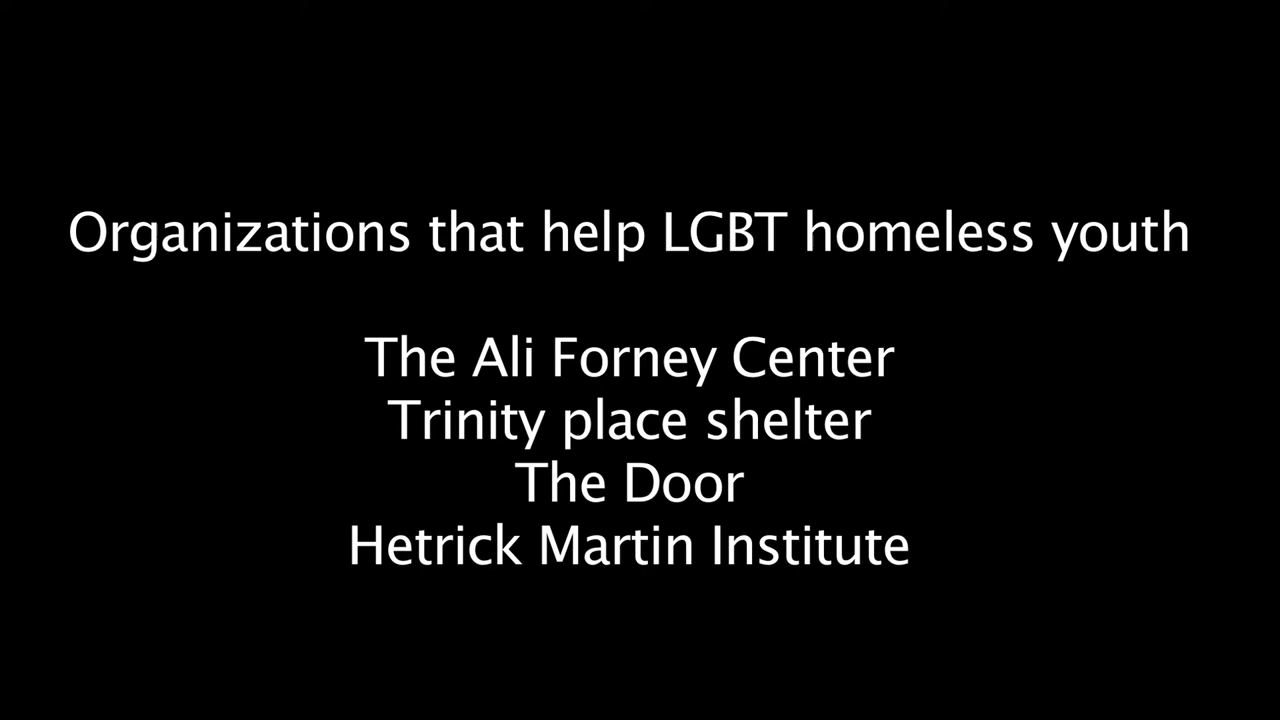 Organizations that help LGBT homeless youth
The Ali Forney Center
Trinity place shelter
The Door
Hetrick Martin Institute